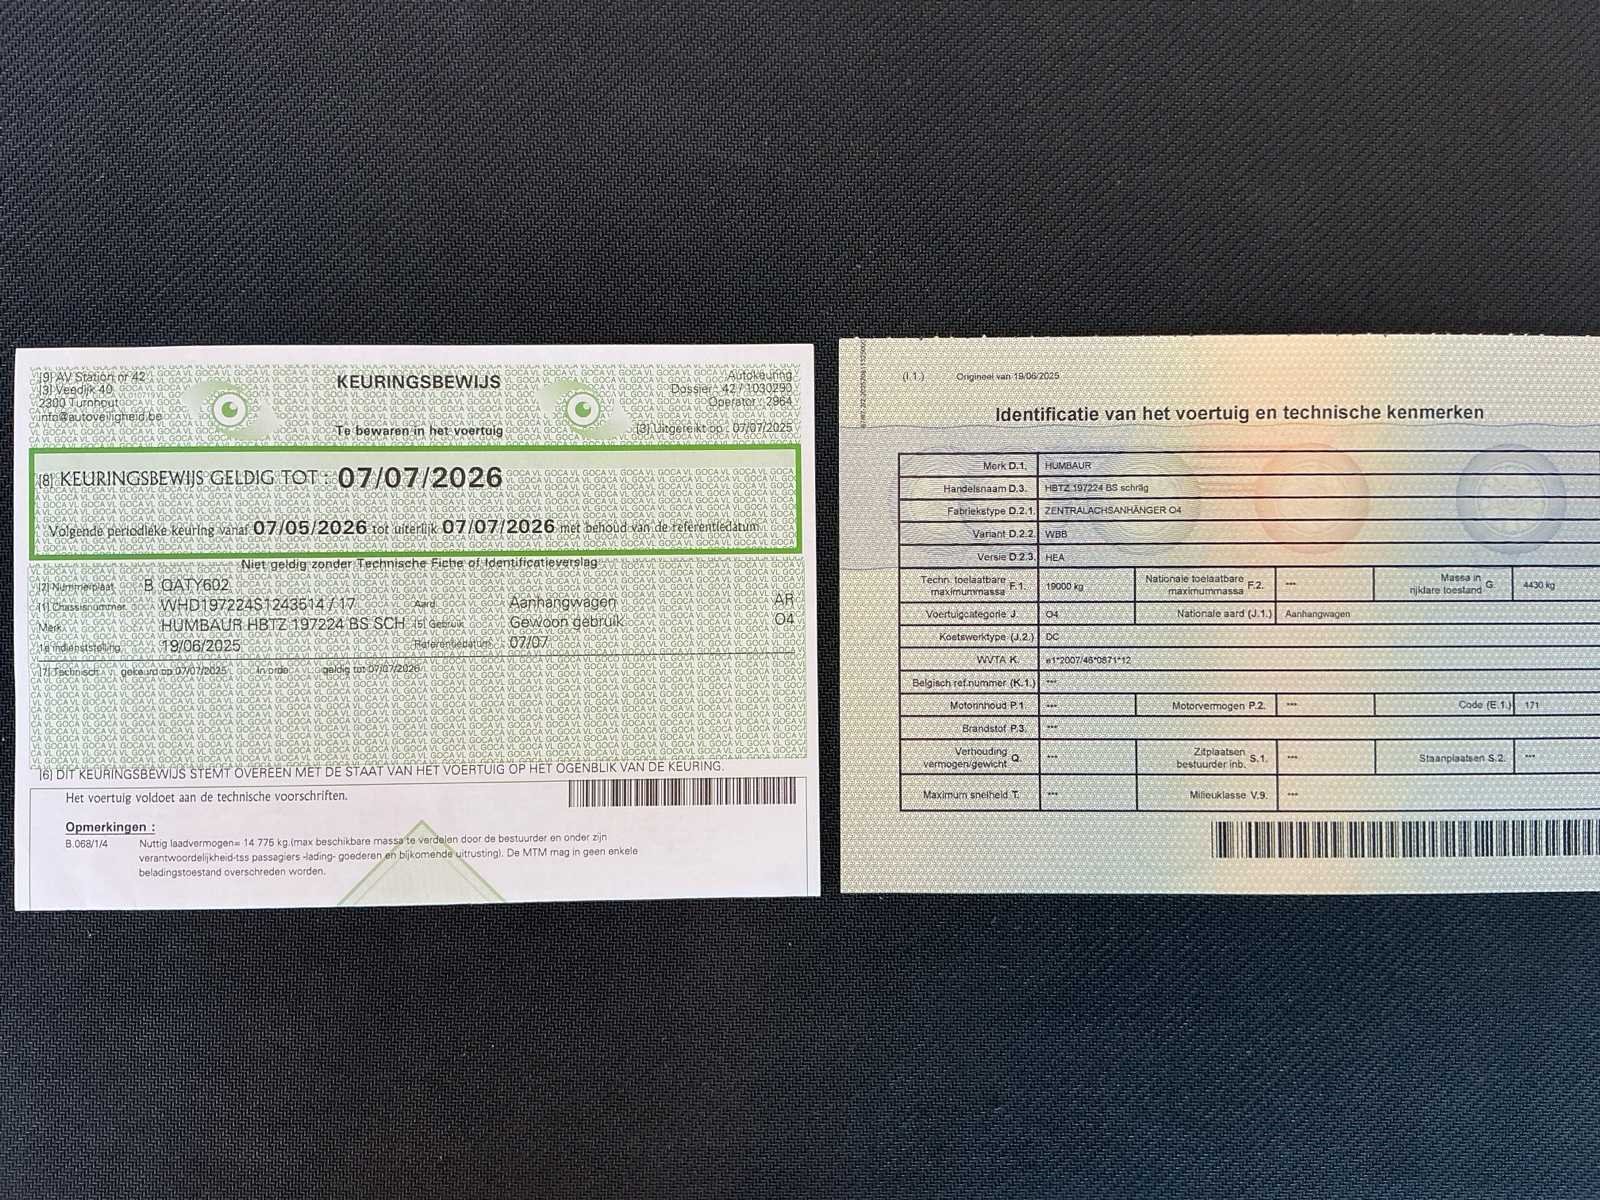 [9] AV Station nr 42
[3] Veedijk 40
2300 Turnhout
info@autoveiligheid.be
KEURINGSBEWIJS
Te bewaren in het voertuig
Autokeuring
Dossier : 42 / 1030290
Operator : 2964
[3] Uitgereikt op : 07/07/2025
[8] KEURINGSBEWIJS GELDIG TOT : 07/07/2026
Volgende periodieke keuring vanaf 07/05/2026 tot uiterlijk 07/07/2026 met behoud van de referentiedatum
Niet geldig zonder Technische Fiche of Identificatieverslag
[2] Nummerplaat B QATY602
[1] Chassisnummer WHD197224S1243514 / 17 Aard Aanhangwagen AR
Merk HUMBAUR HBTZ 197224 BS SCH [5] Gebruik Gewoon gebruik O4
1e indienststelling 19/06/2025 Referentiedatum 07/07
[7] Technisch : gekeurd op 07/07/2025 In orde geldig tot 07/07/2026
[6] DIT KEURINGSBEWIJS STEMT OVEREEN MET DE STAAT VAN HET VOERTUIG OP HET OGENBLIK VAN DE KEURING.
Het voertuig voldoet aan de technische voorschriften.
Opmerkingen :
B.068/1/4 Nuttig laadvermogen= 14 775 kg.(max beschikbare massa te verdelen door de bestuurder en onder zijn
verantwoordelijkheid-tss passagiers -lading- goederen en bijkomende uitrusting). De MTM mag in geen enkele
beladingstoestand overschreden worden.
(I.1.) Origineel van 19/06/2025
Identificatie van het voertuig en technische kenmerken
Merk D.1. HUMBAUR
Handelsnaam D.3. HBTZ 197224 BS schräg
Fabriekstype D.2.1. ZENTRALACHSANHÄNGER O4
Variant D.2.2. WBB
Versie D.2.3. HEA
Techn. toelaatbare maximummassa F.1. 19000 kg Nationale toelaatbare maximummassa F.2. *** Massa in rijklare toestand G. 4430 kg
Voertuigcategorie J. O4 Nationale aard (J.1.) Aanhangwagen
Koetswerktype (J.2.) DC
WVTA K. e1*2007/46*0871*12
Belgisch ref.nummer (K.1.) ***
Motorinhoud P.1. *** Motorvermogen P.2. *** Code (E.1.) 171
Brandstof P.3. ***
Verhouding vermogen/gewicht Q. *** Zitplaatsen bestuurder inb. S.1. *** Staanplaatsen S.2. ***
Maximum snelheid T. *** Milieuklasse V.9. ***